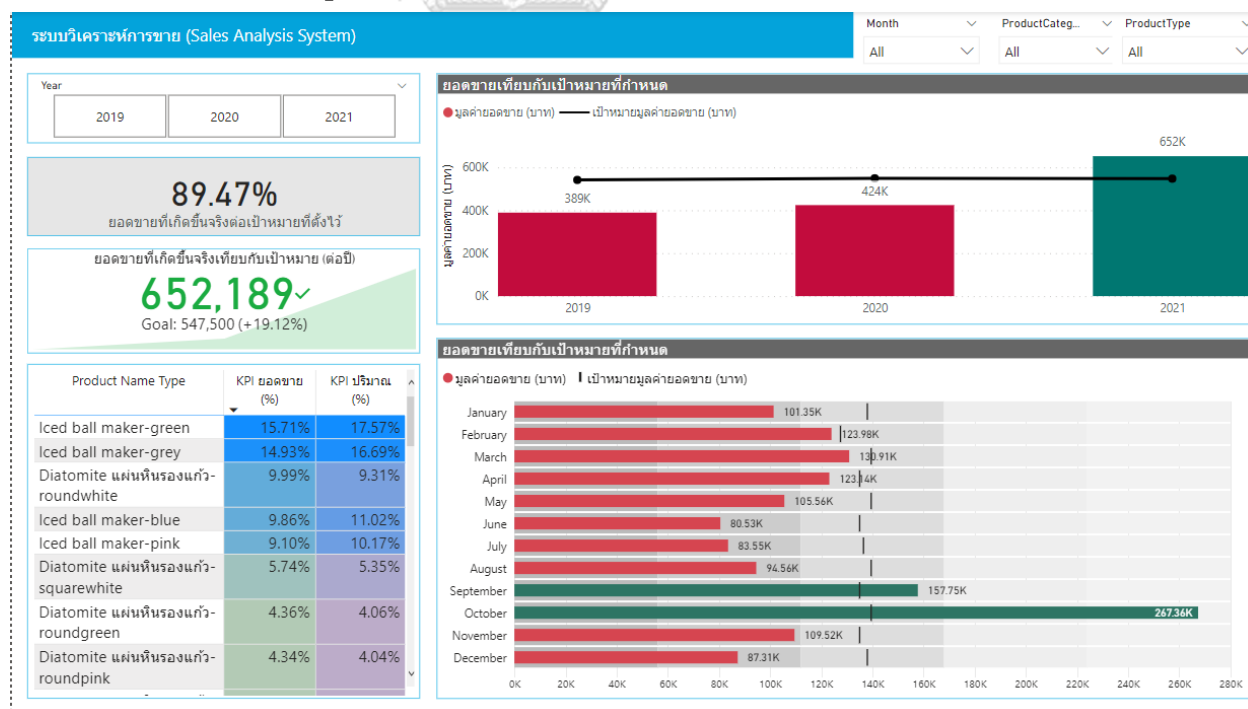 ระบบวิเคราะห์การขาย (Sales Analysis System)
Month
ProductCateg...
ProductType
All
All
All
Year
2019
2020
2021
89.47%
ยอดขายที่เกิดขึ้นจริงต่อเป้าหมายที่ตั้งไว้
ยอดขายที่เกิดขึ้นจริงเทียบกับเป้าหมาย (ต่อปี)
652,189
Goal: 547,500 (+19.12%)
Product Name Type
KPI ยอดขาย (%)
KPI ปริมาณ (%)
Iced ball maker-green 15.71% 17.57%
Iced ball maker-grey 14.93% 16.69%
Diatomite แผ่นหินรองแก้ว-
roundwhite
9.99% 9.31%
Iced ball maker-blue 9.86% 11.02%
Iced ball maker-pink 9.10% 10.17%
Diatomite แผ่นหินรองแก้ว-
squarewhite
5.74% 5.35%
Diatomite แผ่นหินรองแก้ว-
roundgreen
4.36% 4.06%
Diatomite แผ่นหินรองแก้ว-
roundpink
4.34% 4.04%
ยอดขายเทียบกับเป้าหมายที่กำหนด
มูลค่ายอดขาย (บาท) เป้าหมายมูลค่ายอดขาย (บาท)
มูลค่ายอดขาย (บาท)
600K
400K
200K
0K
389K
424K
652K
2019
2020
2021
ยอดขายเทียบกับเป้าหมายที่กำหนด
มูลค่ายอดขาย (บาท) เป้าหมายมูลค่ายอดขาย (บาท)
January 101.35K
February 123.98K
March 130.91K
April 123.14K
May 105.56K
June 80.53K
July 83.55K
August 94.56K
September 157.75K
October 267.36K
November 109.52K
December 87.31K
0K 20K 40K 60K 80K 100K 120K 140K 160K 180K 200K 220K 240K 260K 280K